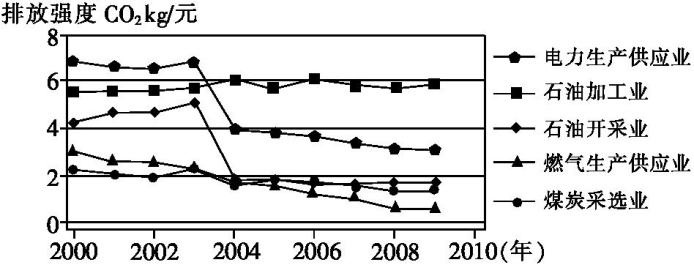 排放强度 CO₂kg/元
8
6
4
2
0
2000 2002 2004 2006 2008 2010(年)
电力生产供应业
石油加工业
石油开采业
燃气生产供应业
煤炭采选业